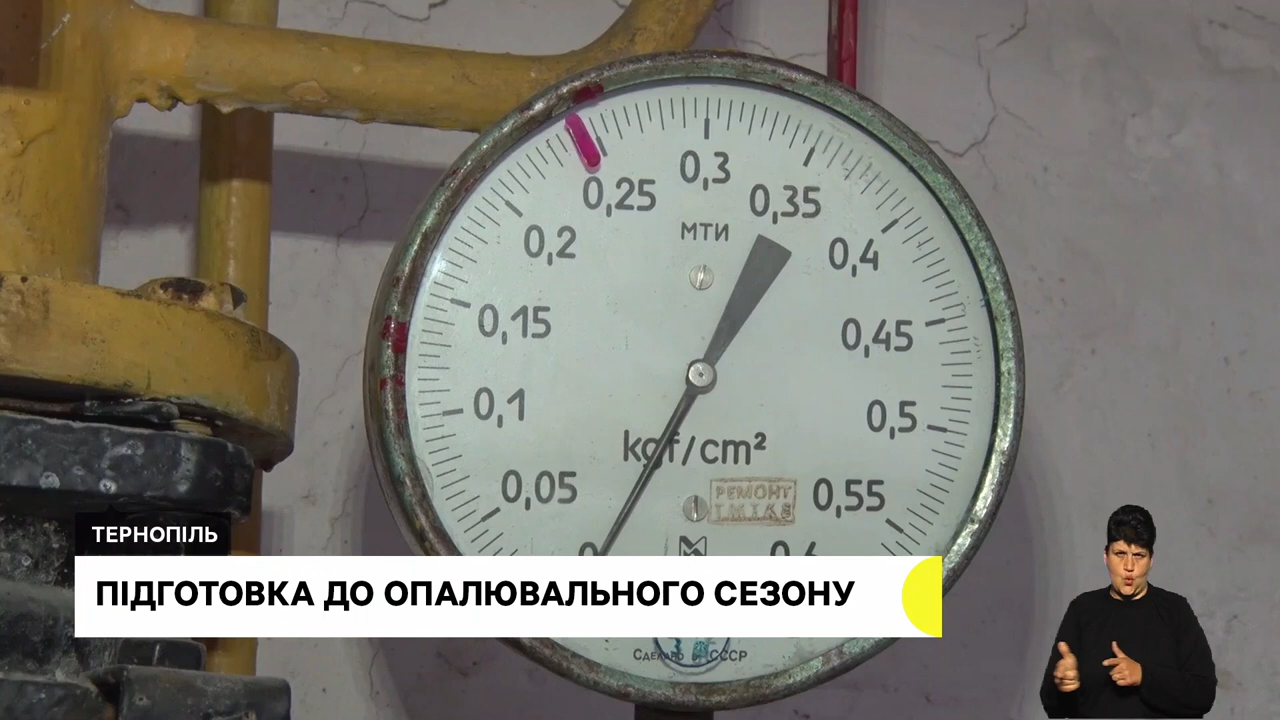 0,3
0,25
0,35
МТИ
0,2
0,4
0,15
0,45
0,1
0,5
kgf/cm²
0,05
РЕМОНТ
0,55
ТЕРНОПІЛЬ
ПІДГОТОВКА ДО ОПАЛЮВАЛЬНОГО СЕЗОНУ
СДЕЛАНО В СССР